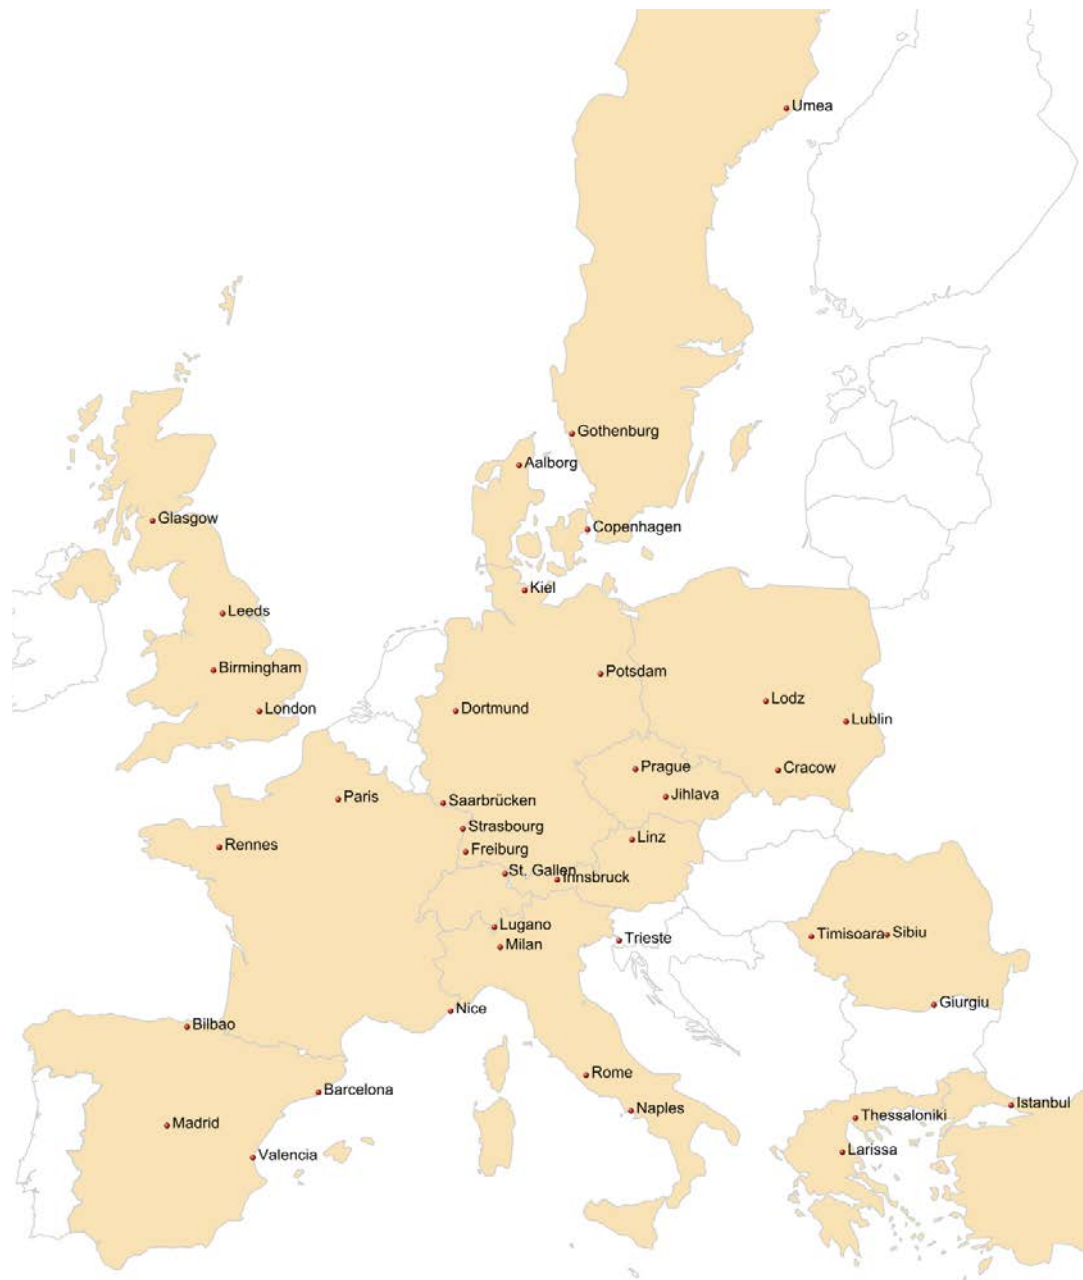 Umea
Gothenburg
Aalborg
Glasgow
Copenhagen
Kiel
Leeds
Birmingham
Potsdam
Lodz
London
Dortmund
Lublin
Prague
Cracow
Paris
Saarbrücken
Jihlava
Strasbourg
Linz
Rennes
Freiburg
St. Gallen
Innsbruck
Lugano
Timisoara
Sibiu
Trieste
Milan
Giurgiu
Nice
Bilbao
Rome
Barcelona
Istanbul
Naples
Thessaloniki
Madrid
Larissa
Valencia